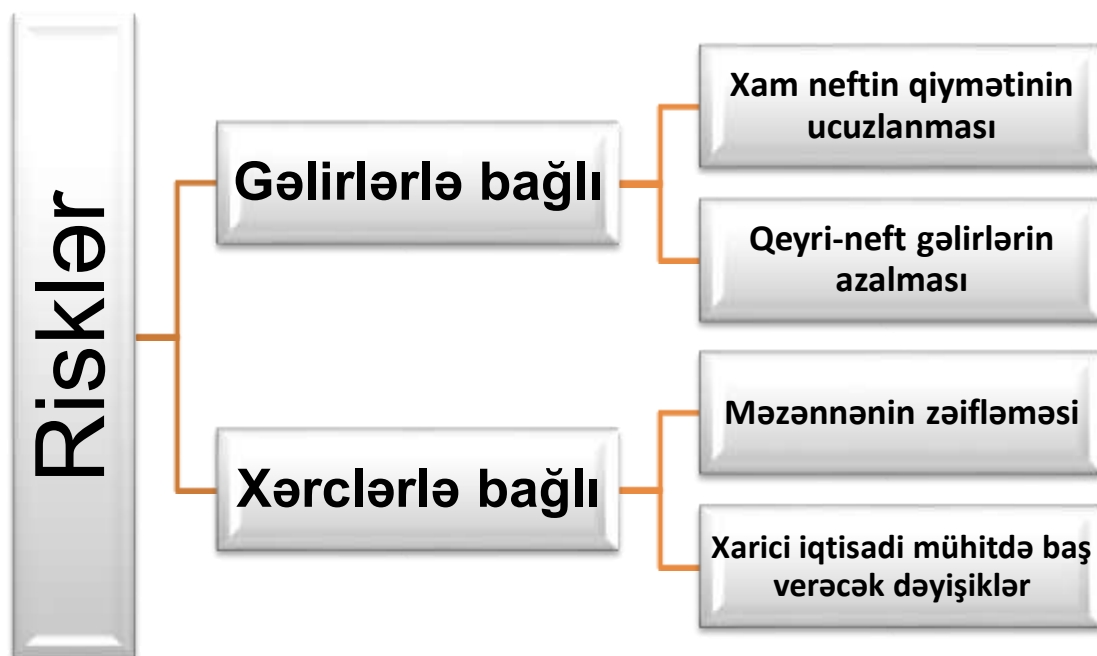 Risklər
Gəlirlərlə bağlı
Xam neftin qiymətinin
ucuzlanması
Qeyri-neft gəlirlərin
azalması
Xərclərlə bağlı
Məzənnənin zəifləməsi
Xarici iqtisadi mühitdə baş
verəcək dəyişiklər